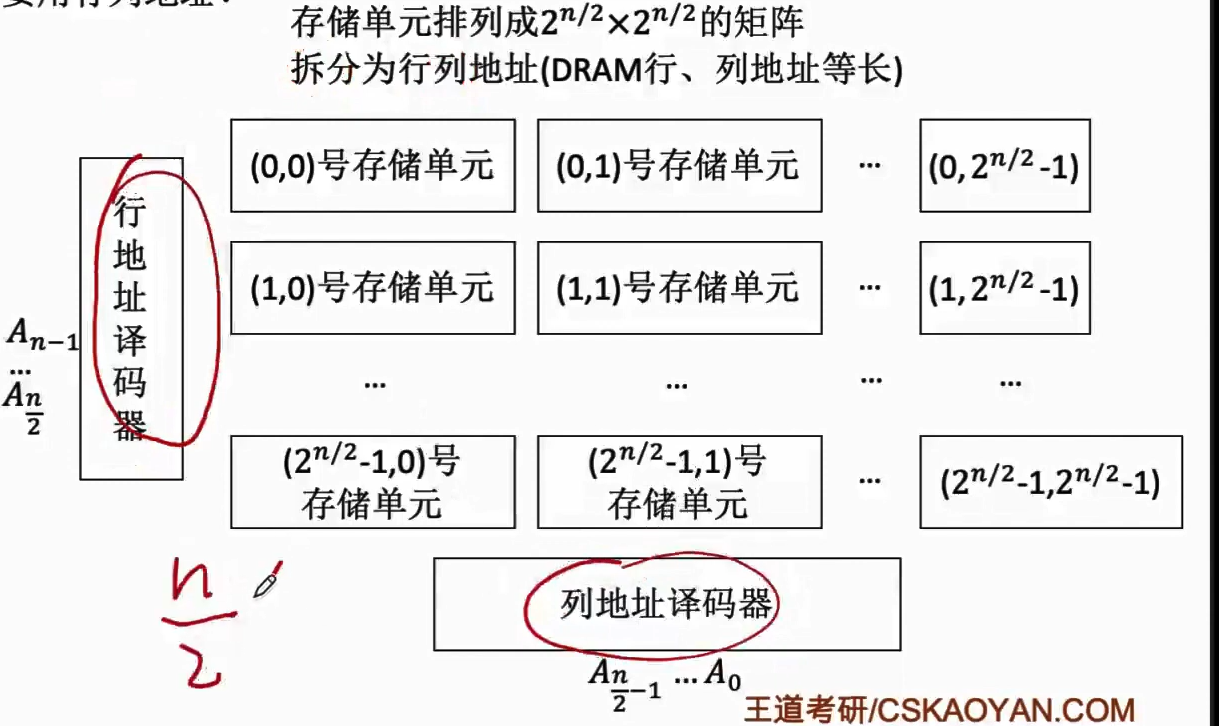 要用行列地址?
存储单元排列成2^{n/2}×2^{n/2}的矩阵
拆分为行列地址(DRAM行、列地址等长)
(0,0)号存储单元 (0,1)号存储单元 ... (0, 2^{n/2}-1)
行地址译码器
(1,0)号存储单元 (1,1)号存储单元 ... (1, 2^{n/2}-1)
A_{n-1}
...
A_{n/2}
... ... ... ...
(2^{n/2}-1,0)号存储单元 (2^{n/2}-1,1)号存储单元 ... (2^{n/2}-1,2^{n/2}-1)
n/2
列地址译码器
A_{n/2-1} ... A_0
王道考研/CSKAOYAN.COM